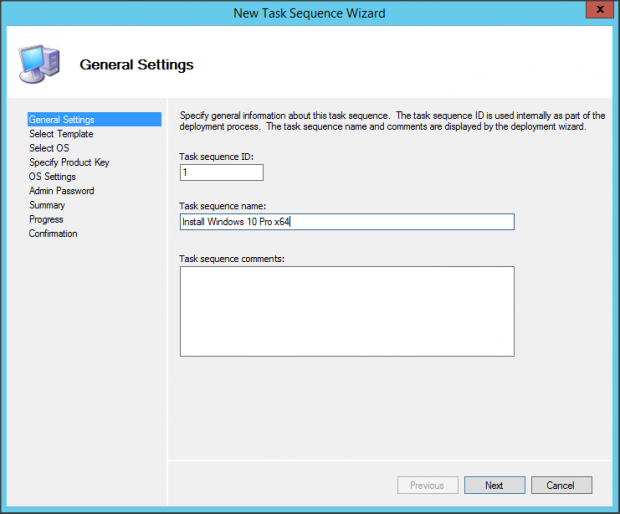 New Task Sequence Wizard
x
General Settings
General Settings
Select Template
Select OS
Specify Product Key
OS Settings
Admin Password
Summary
Progress
Confirmation
Specify general information about this task sequence.  The task sequence ID is used internally as part of the
deployment process.  The task sequence name and comments are displayed by the deployment wizard.
Task sequence ID:
1
Task sequence name:
Install Windows 10 Pro x64
Task sequence comments:
Previous
Next
Cancel